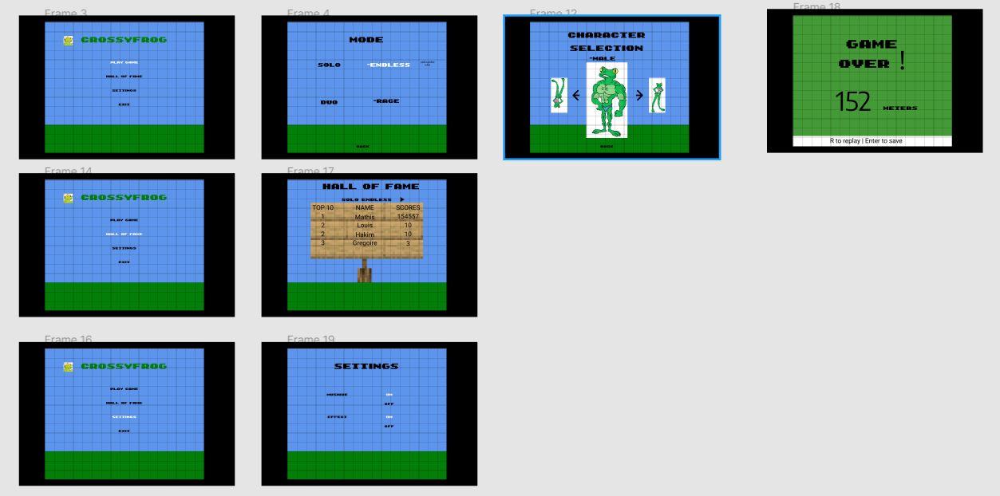 Frame 3
CROSSYFROG
PLAY GAME
HALL OF FAME
SETTINGS
EXIT
Frame 4
MODE
SOLO -ENDLESS
DUO -RACE
BACK
Frame 12
CHARACTER
SELECTION
-MALE
BACK
Frame 18
GAME
OVER !
152 METERS
R to replay | Enter to save
Frame 14
CROSSYFROG
PLAY GAME
HALL OF FAME
SETTINGS
EXIT
Frame 17
HALL OF FAME
SOLO ENDLESS
TOP 10 NAME SCORES
1 Mathis 154557
2 Louis 10
2 Hakim 10
3 Gregoire 3
Frame 16
CROSSYFROG
PLAY GAME
HALL OF FAME
SETTINGS
EXIT
Frame 19
SETTINGS
MUSIQUE ON
OFF
EFFECT ON
OFF